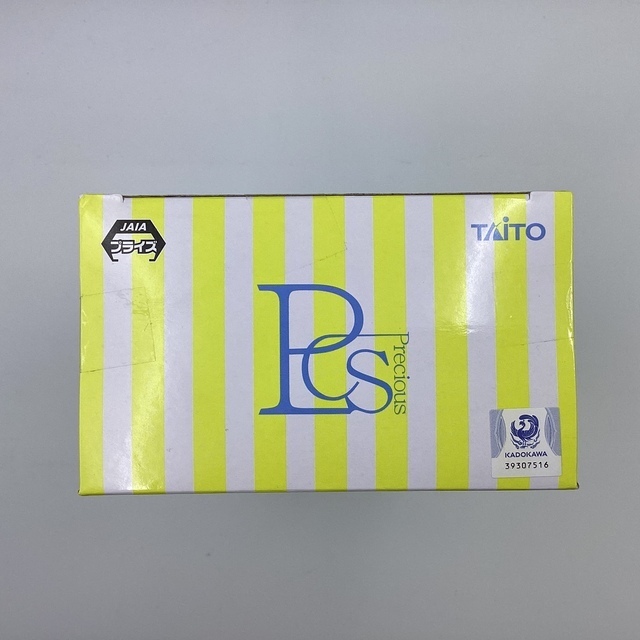 JAIA
プライズ
TAITO
PCS
Precious
KADOKAWA
39307516